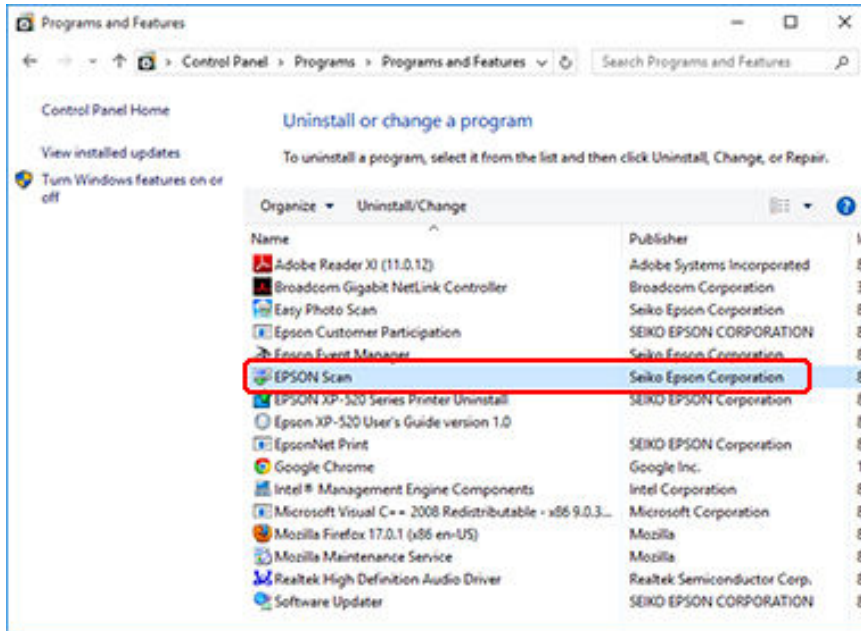 Programs and Features
Control Panel > Programs > Programs and Features
Search Programs and Features
Control Panel Home
View installed updates
Turn Windows features on or
off
Uninstall or change a program
To uninstall a program, select it from the list and then click Uninstall, Change, or Repair.
Organize
Uninstall/Change
Name Publisher
Adobe Reader XI (11.0.12) Adobe Systems Incorporated
Broadcom Gigabit NetLink Controller Broadcom Corporation
Easy Photo Scan Seiko Epson Corporation
Epson Customer Participation SEIKO EPSON CORPORATION
Epson Event Manager Seiko Epson Corporation
EPSON Scan Seiko Epson Corporation
EPSON XP-520 Series Printer Uninstall SEIKO EPSON Corporation
Epson XP-520 User's Guide version 1.0
EpsonNet Print SEIKO EPSON Corporation
Google Chrome Google Inc.
Intel® Management Engine Components Intel Corporation
Microsoft Visual C++ 2008 Redistributable - x86 9.0.3... Microsoft Corporation
Mozilla Firefox 17.0.1 (x86 en-US) Mozilla
Mozilla Maintenance Service Mozilla
Realtek High Definition Audio Driver Realtek Semiconductor Corp.
Software Updater SEIKO EPSON CORPORATION